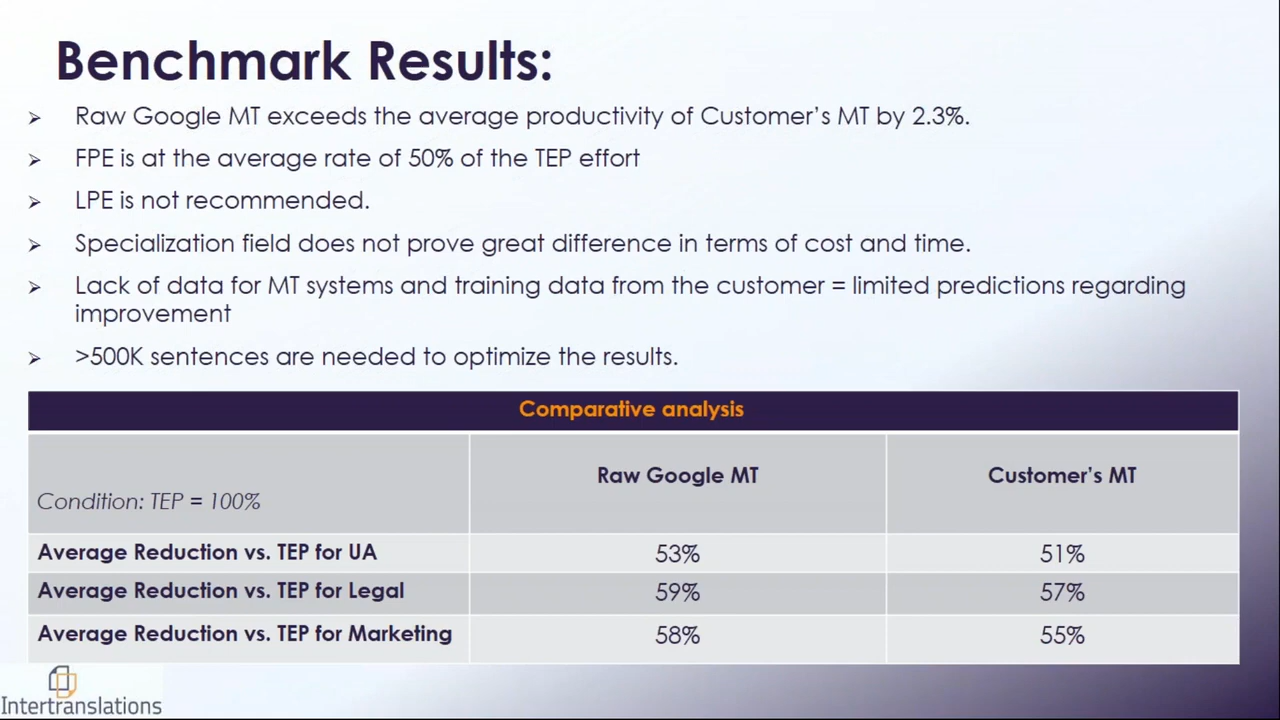 Benchmark Results:
Raw Google MT exceeds the average productivity of Customer's MT by 2.3%.
FPE is at the average rate of 50% of the TEP effort
LPE is not recommended.
Specialization field does not prove great difference in terms of cost and time.
Lack of data for MT systems and training data from the customer = limited predictions regarding
improvement
>500K sentences are needed to optimize the results.
Comparative analysis
Condition: TEP = 100% Raw Google MT Customer's MT
Average Reduction vs. TEP for UA 53% 51%
Average Reduction vs. TEP for Legal 59% 57%
Average Reduction vs. TEP for Marketing 58% 55%
Intertranslations